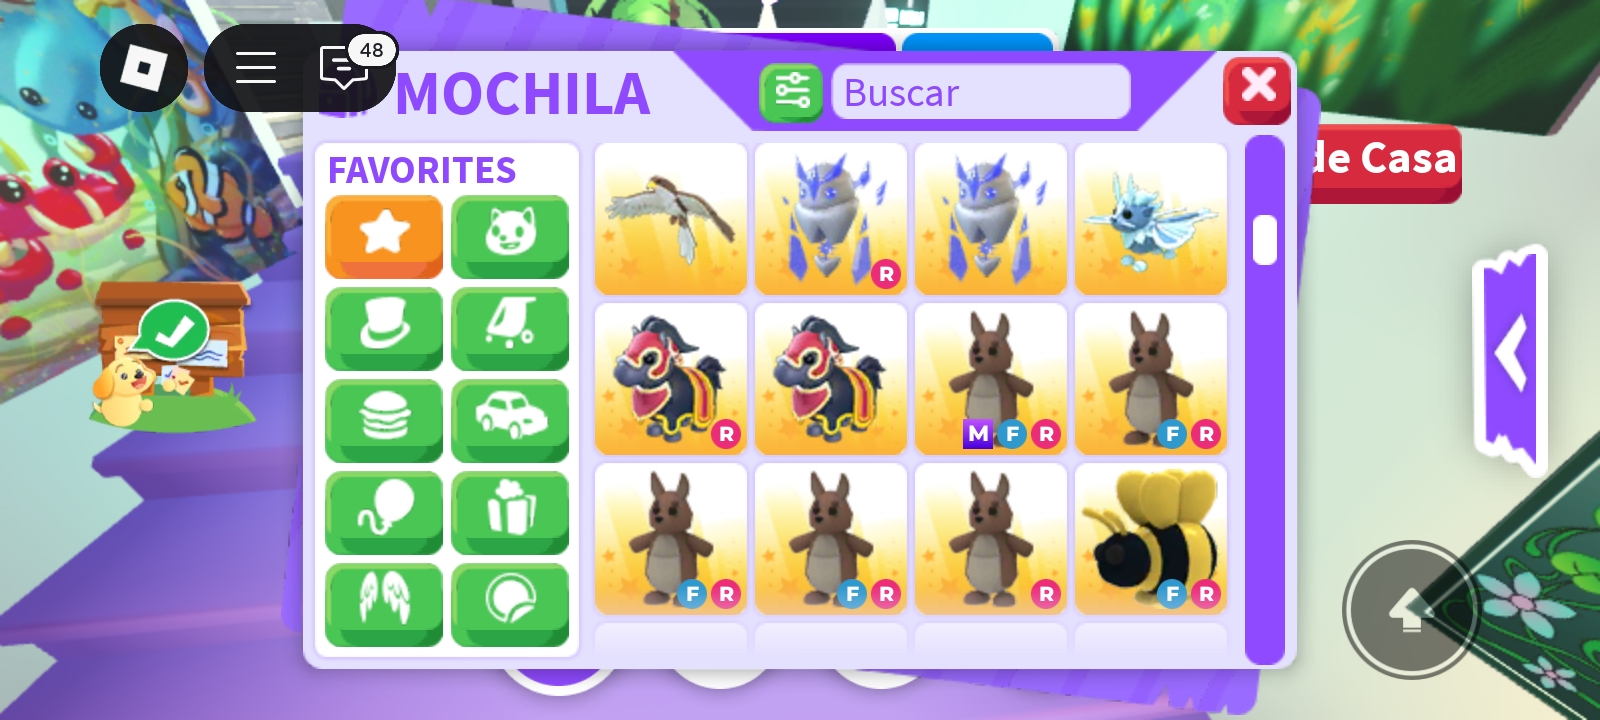 48
MOCHILA
Buscar
FAVORITES
de Casa
R
R
M F R
F R
F R
F R
R
F R